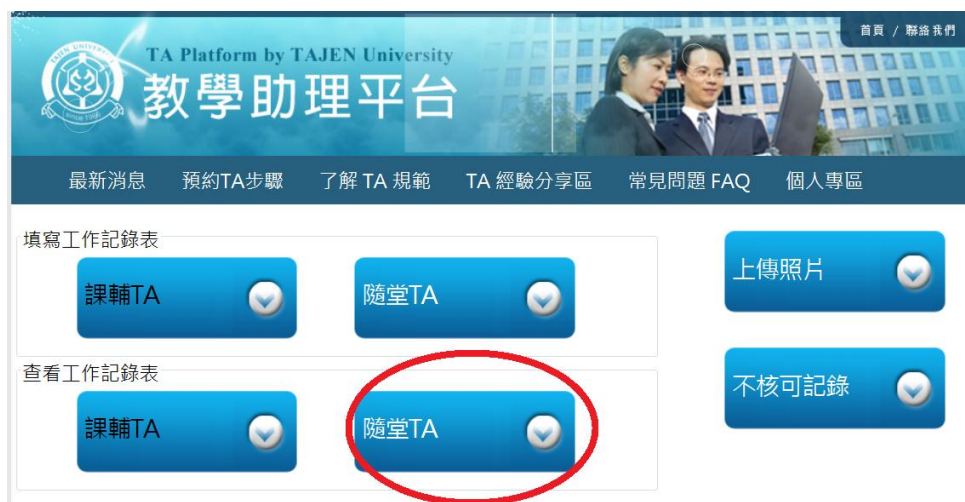 首頁 / 聯絡我們
TAJEN UNIVERSITY
since 1966
TA Platform by TAJEN University
教學助理平台
最新消息 預約TA步驟 了解 TA 規範 TA 經驗分享區 常見問題 FAQ 個人專區
填寫工作記錄表
課輔TA 隨堂TA
上傳照片
查看工作記錄表
課輔TA 隨堂TA
不核可記錄